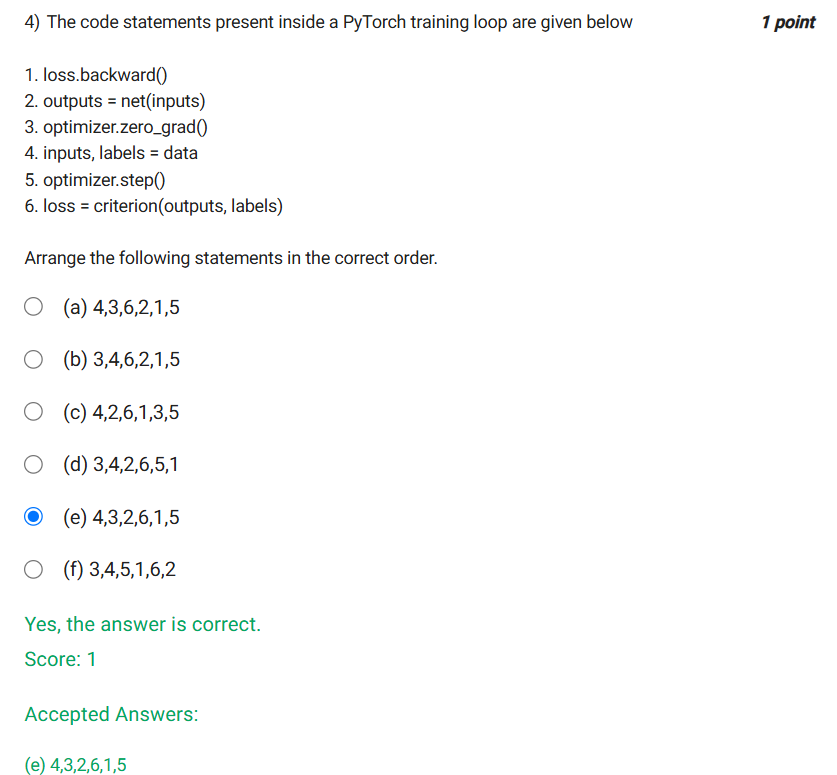 4) The code statements present inside a PyTorch training loop are given below 1 point
1. loss.backward()
2. outputs = net(inputs)
3. optimizer.zero_grad()
4. inputs, labels = data
5. optimizer.step()
6. loss = criterion(outputs, labels)
Arrange the following statements in the correct order.
(a) 4,3,6,2,1,5
(b) 3,4,6,2,1,5
(c) 4,2,6,1,3,5
(d) 3,4,2,6,5,1
(e) 4,3,2,6,1,5
(f) 3,4,5,1,6,2
Yes, the answer is correct.
Score: 1
Accepted Answers:
(e) 4,3,2,6,1,5